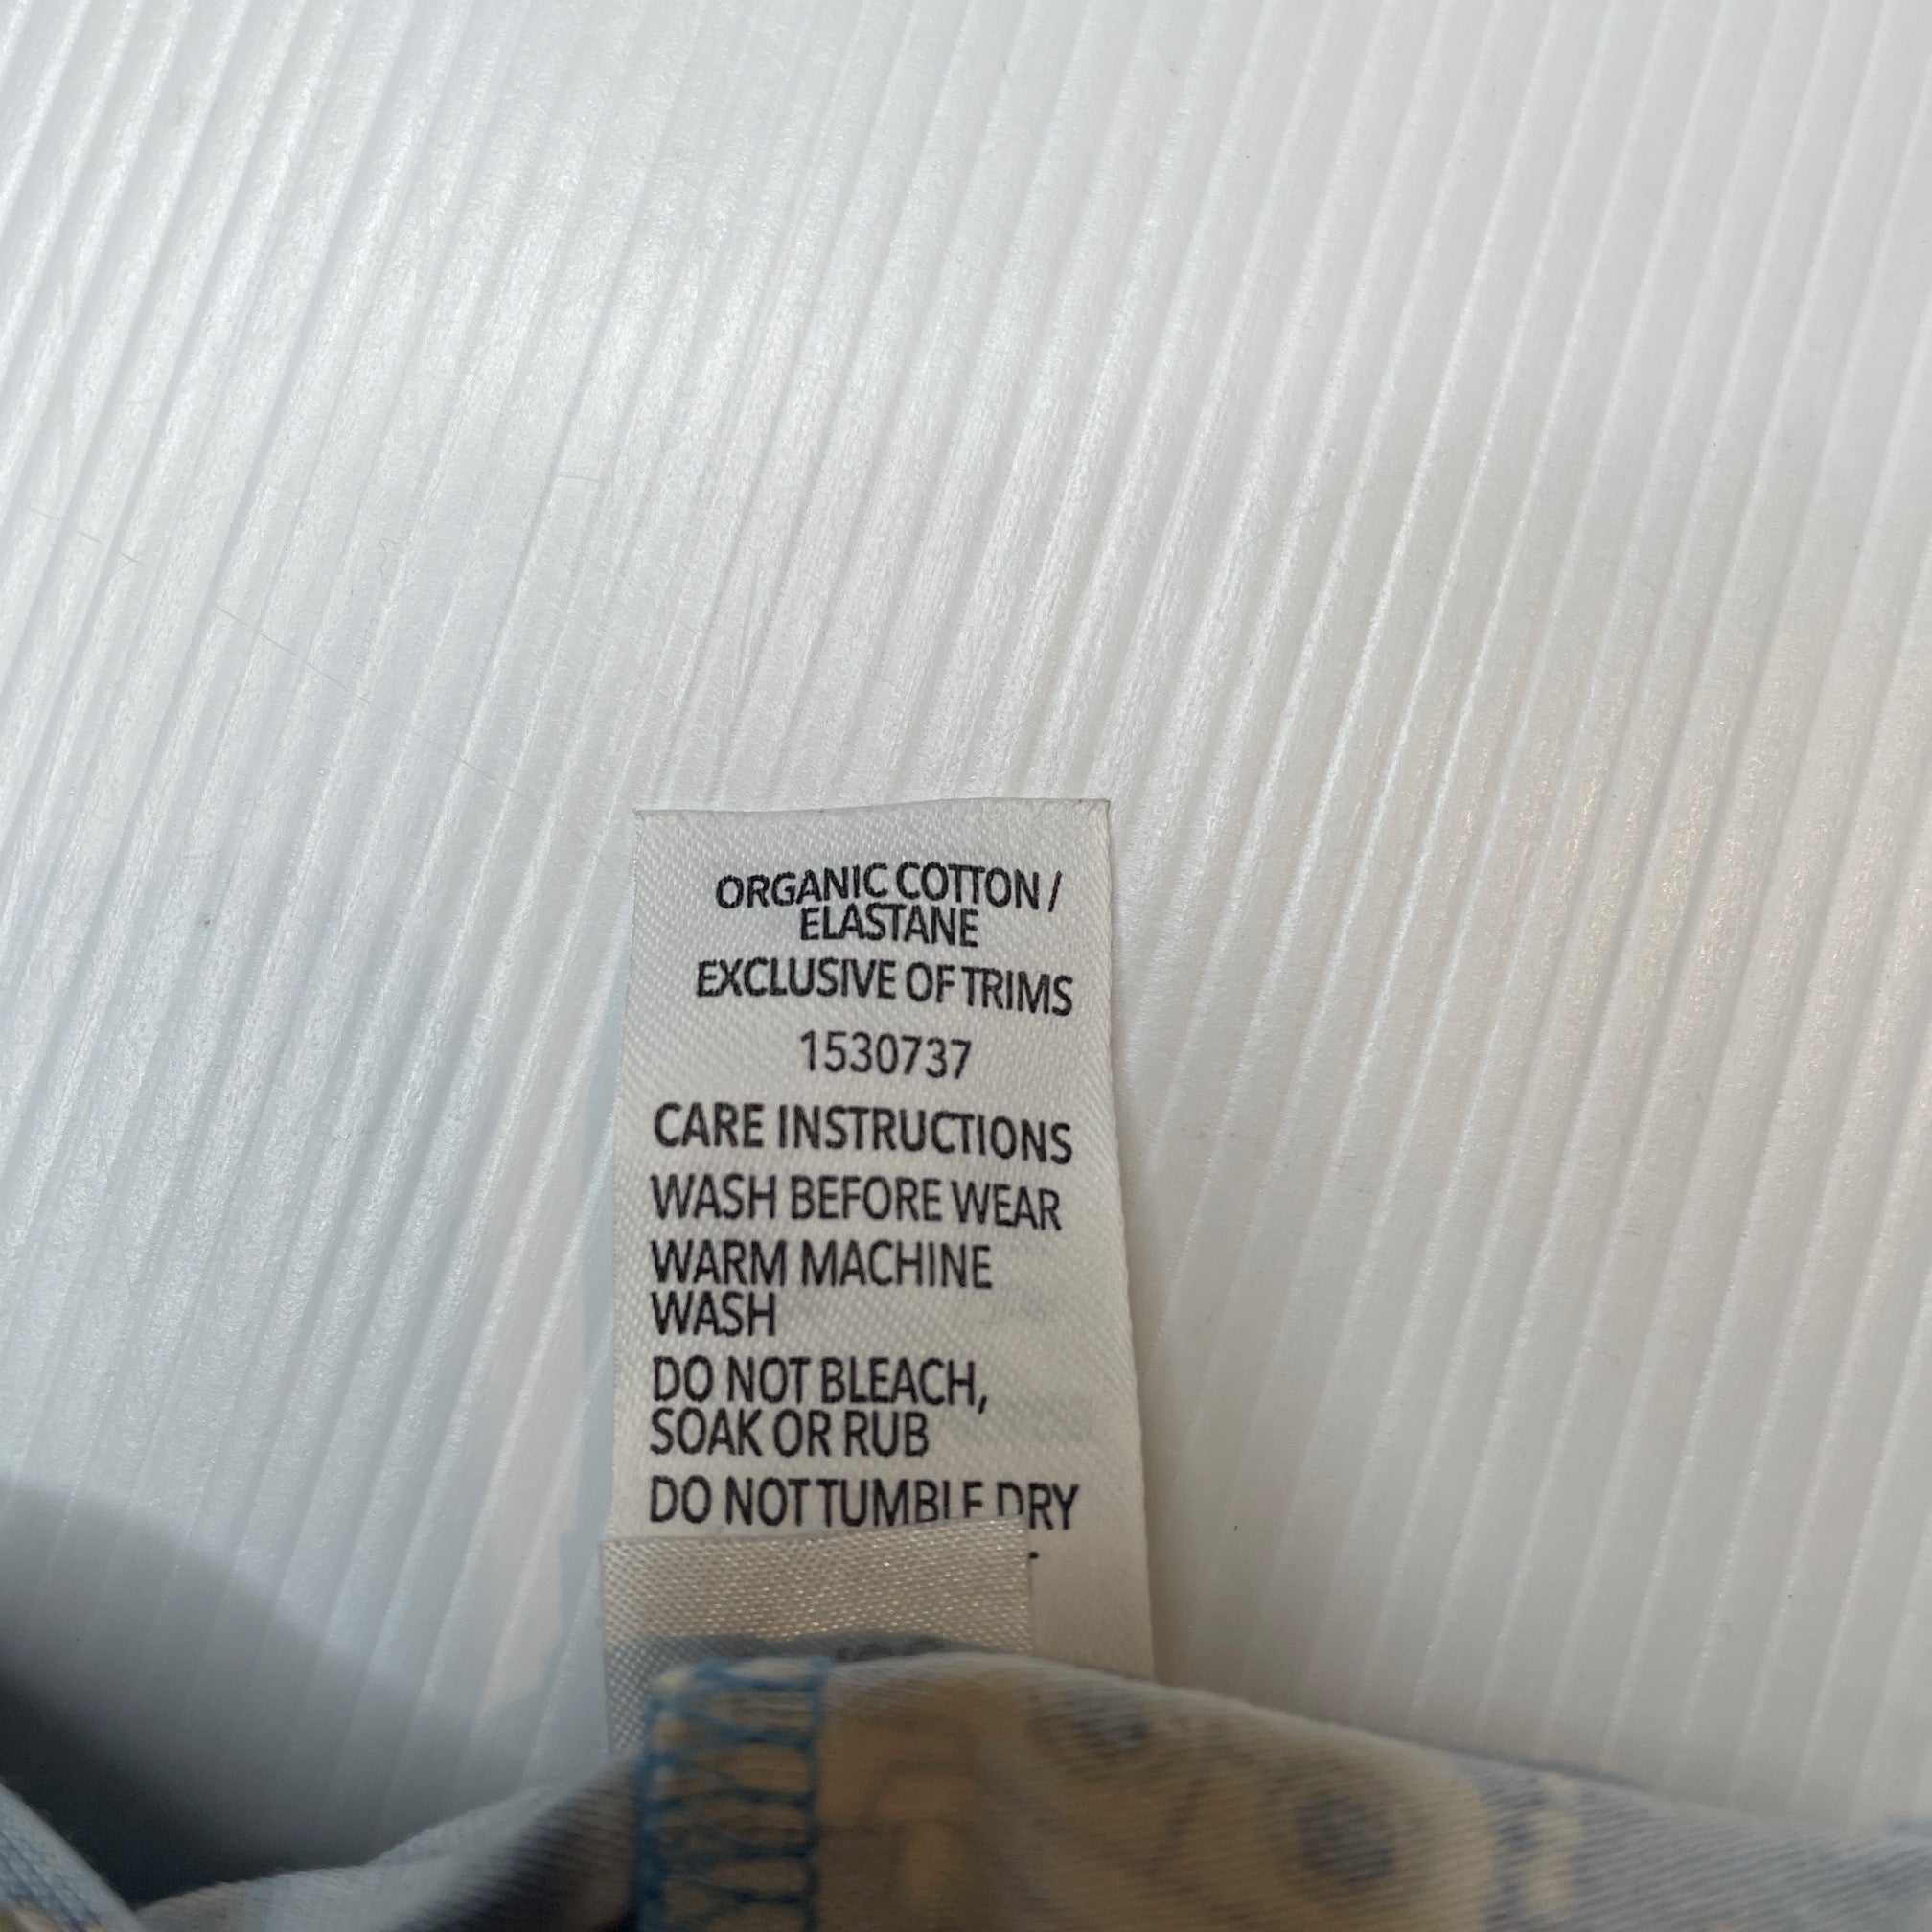 ORGANIC COTTON /
ELASTANE
EXCLUSIVE OF TRIMS
1530737
CARE INSTRUCTIONS
WASH BEFORE WEAR
WARM MACHINE
WASH
DO NOT BLEACH,
SOAK OR RUB
DO NOT TUMBLE DRY